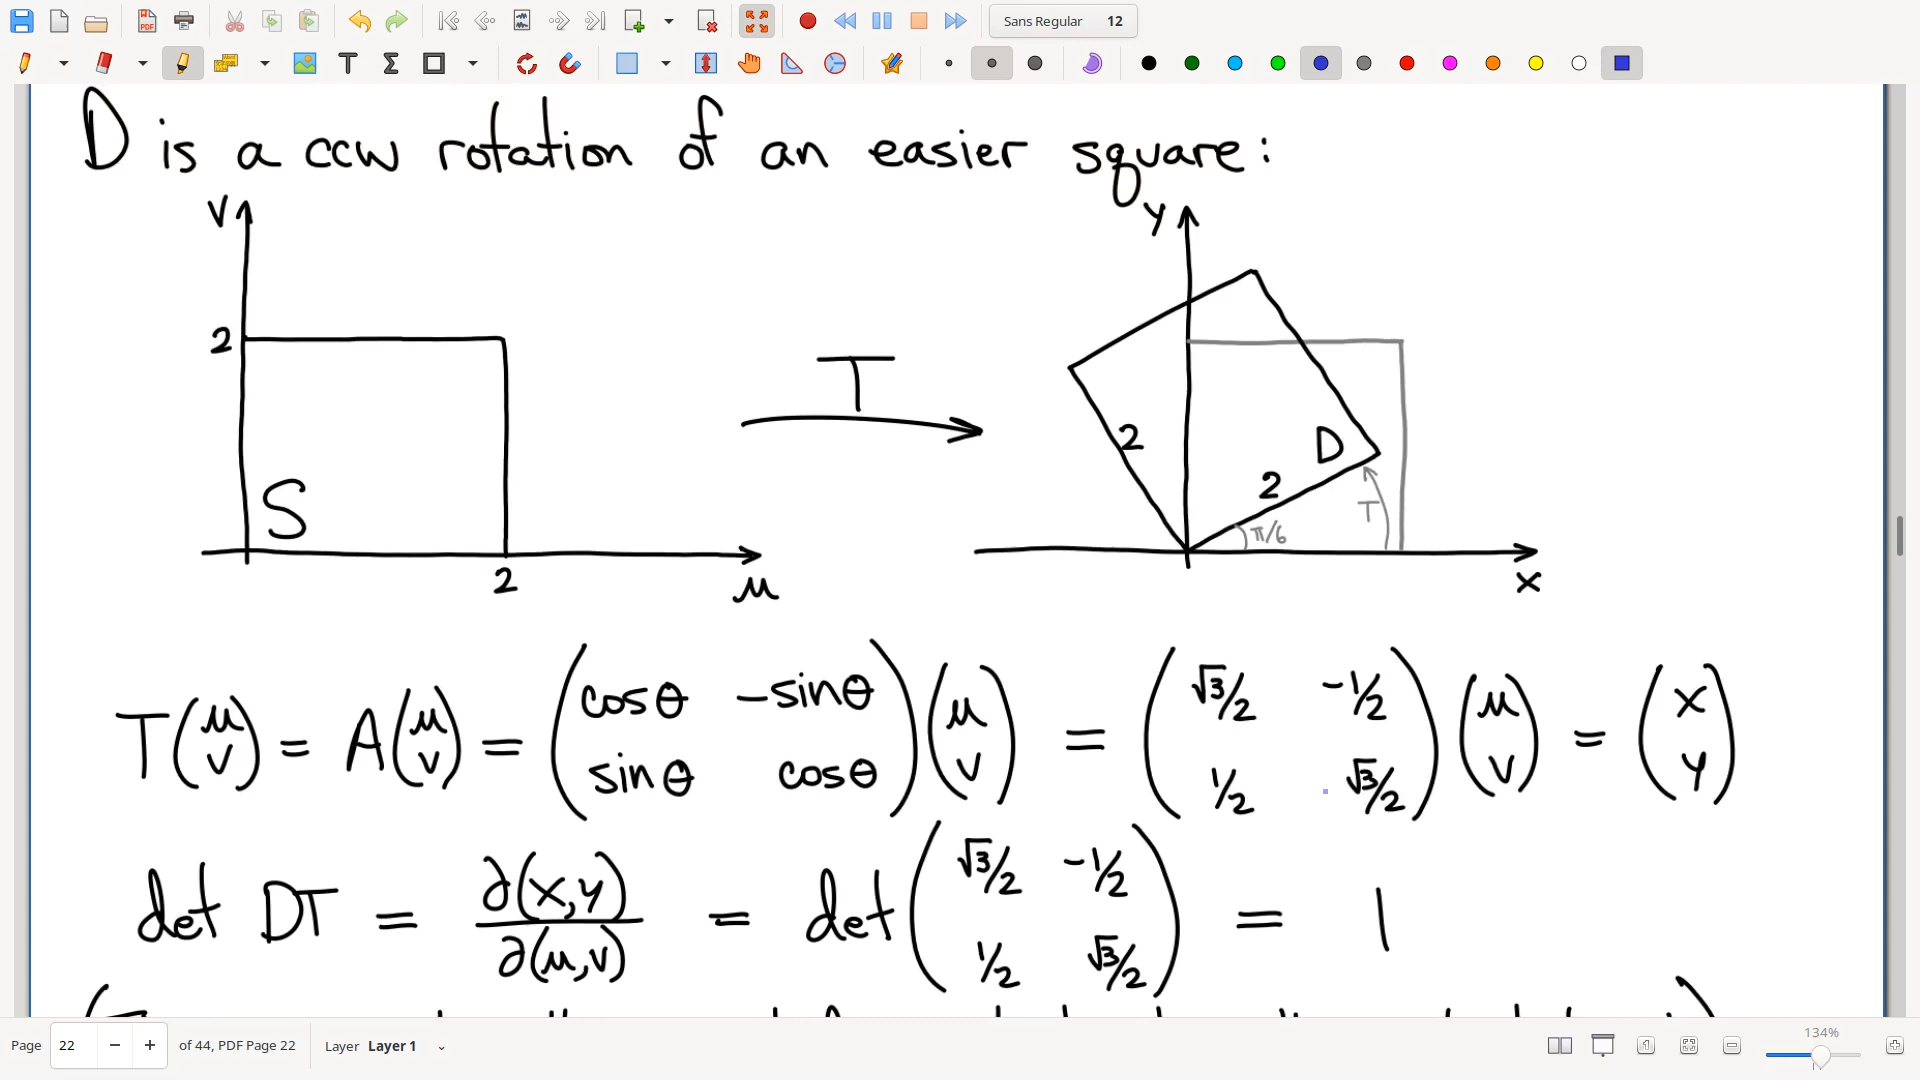 Sans Regular 12
D is a ccw rotation of an easier square:
v
y
2
T
2
D
S
2
T
π/6
2
u
x
T(u v) = A(u v) = (cosθ -sinθ sinθ cosθ)(u v) = (√3/2 -1/2 1/2 √3/2)(u v) = (x y)
det DT = ∂(x,y)/∂(u,v) = det(√3/2 -1/2 1/2 √3/2) = 1
Page 22 of 44, PDF Page 22 Layer Layer 1 134%